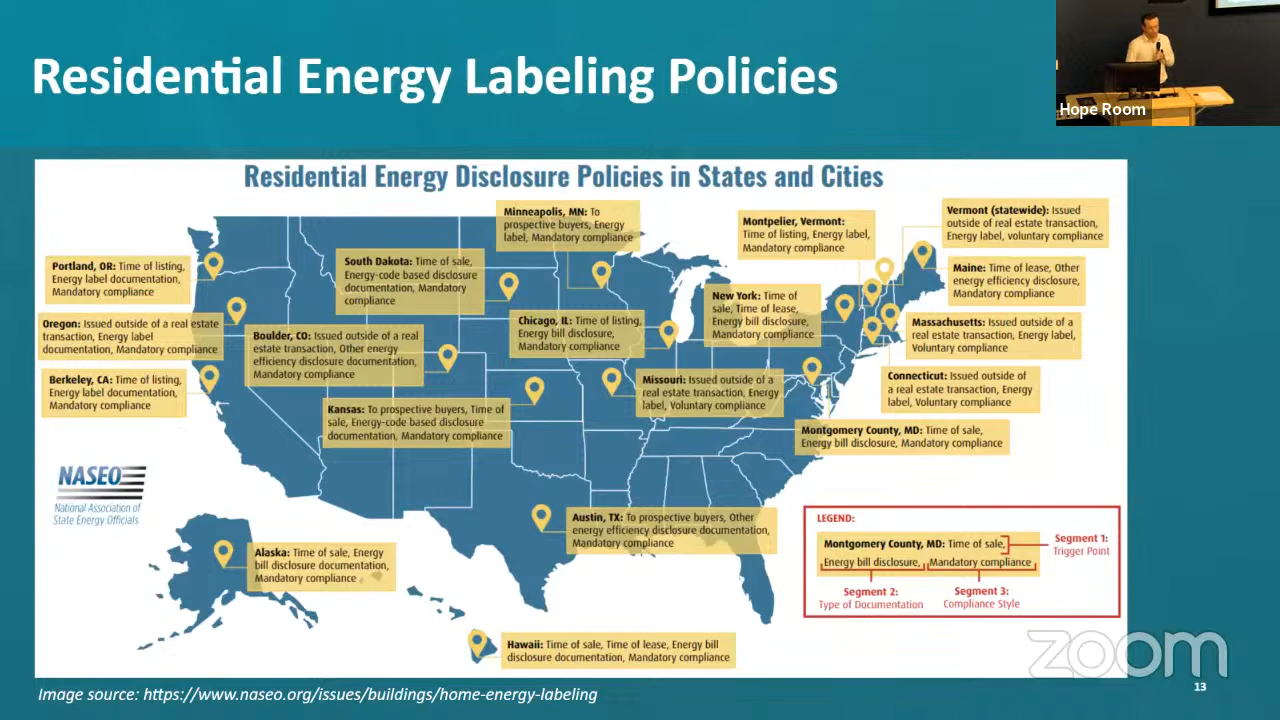 Residential Energy Labeling Policies
Hope Room
Residential Energy Disclosure Policies in States and Cities
Minneapolis, MN: To
prospective buyers, Energy
label, Mandatory compliance
Montpelier, Vermont:
Time of listing, Energy label,
Mandatory compliance
Vermont (statewide): Issued
outside of real estate transaction,
Energy label, voluntary compliance
Portland, OR: Time of listing,
Energy label documentation,
Mandatory compliance
South Dakota: Time of sale,
Energy-code based disclosure
documentation, Mandatory
compliance
Maine: Time of lease, Other
energy efficiency disclosure,
Mandatory compliance
New York: Time of
sale, Time of lease,
Energy bill disclosure,
Mandatory compliance
Oregon: Issued outside of a real estate
transaction, Energy label
documentation, Mandatory compliance
Boulder, CO: Issued outside of a real
estate transaction, Other energy
efficiency disclosure documentation,
Mandatory compliance
Chicago, IL: Time of listing,
Energy bill disclosure,
Mandatory compliance
Massachusetts: Issued outside of a
real estate transaction, Energy label,
Voluntary compliance
Berkeley, CA: Time of listing,
Energy label documentation,
Mandatory compliance
Kansas: To prospective buyers, Time of
sale, Energy-code based disclosure
documentation, Mandatory compliance
Missouri: Issued outside of a
real estate transaction, Energy
label, Voluntary compliance
Connecticut: Issued outside of
a real estate transaction, Energy
label, Voluntary compliance
Montgomery County, MD: Time of sale,
Energy bill disclosure, Mandatory compliance
NASEO
National Association of
State Energy Officials
Austin, TX: To prospective buyers, Other
energy efficiency disclosure documentation,
Mandatory compliance
Alaska: Time of sale, Energy
bill disclosure documentation,
Mandatory compliance
Hawaii: Time of sale, Time of lease, Energy bill
disclosure documentation, Mandatory compliance
LEGEND:
Montgomery County, MD: Time of sale,
Energy bill disclosure, Mandatory compliance
Segment 1:
Trigger Point
Segment 2:
Type of Documentation
Segment 3:
Compliance Style
zoom
Image source: https://www.naseo.org/issues/buildings/home-energy-labeling
13